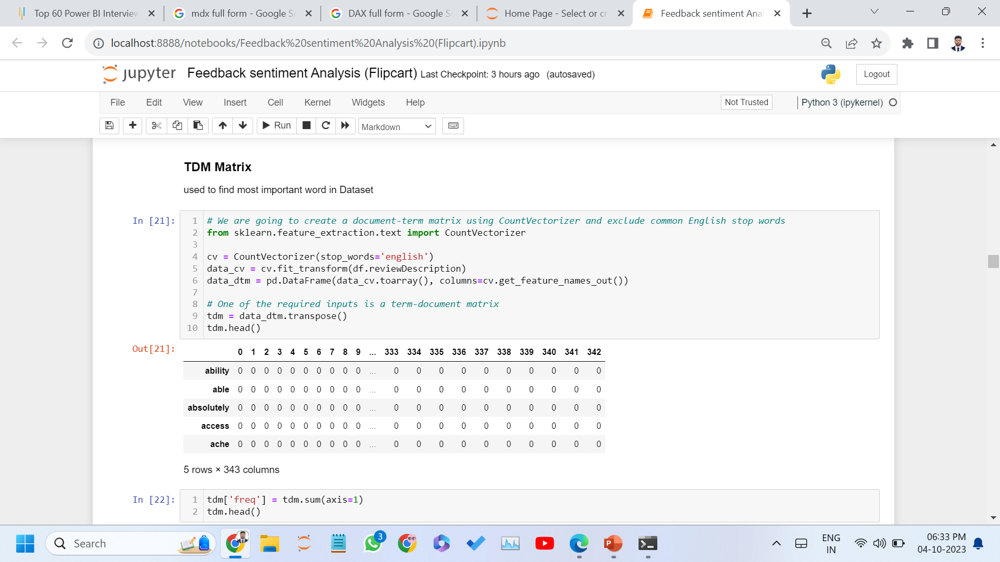 Top 60 Power BI Interview
mdx full form - Google Se
DAX full form - Google Se
Home Page - Select or cr
Feedback sentiment Anal
localhost:8888/notebooks/Feedback%20sentiment%20Analysis%20(Flipcart).ipynb
jupyter Feedback sentiment Analysis (Flipcart) Last Checkpoint: 3 hours ago (autosaved)
Logout
File Edit View Insert Cell Kernel Widgets Help
Not Trusted
Python 3 (ipykernel)
Run
Markdown
TDM Matrix
used to find most important word in Dataset
In [21]:
1 # We are going to create a document-term matrix using CountVectorizer and exclude common English stop words
2 from sklearn.feature_extraction.text import CountVectorizer
3
4 cv = CountVectorizer(stop_words='english')
5 data_cv = cv.fit_transform(df.reviewDescription)
6 data_dtm = pd.DataFrame(data_cv.toarray(), columns=cv.get_feature_names_out())
7
8 # One of the required inputs is a term-document matrix
9 tdm = data_dtm.transpose()
10 tdm.head()
Out[21]:
0 1 2 3 4 5 6 7 8 9 ... 333 334 335 336 337 338 339 340 341 342
ability 0 0 0 0 0 0 0 0 0 0 ... 0 0 0 0 0 0 0 0 0 0
able 0 0 0 0 0 0 0 0 0 0 ... 0 0 0 0 0 0 0 0 0 0
absolutely 0 0 0 0 0 0 0 0 0 0 ... 0 0 0 0 0 0 0 0 0 0
access 0 0 0 0 0 0 0 0 0 0 ... 0 0 0 0 0 0 0 0 0 0
ache 0 0 0 0 0 0 0 0 0 0 ... 0 0 0 0 0 0 0 0 0 0
5 rows × 343 columns
In [22]:
1 tdm['freq'] = tdm.sum(axis=1)
2 tdm.head()
Search
3
P
ENG
IN
06:33 PM
04-10-2023